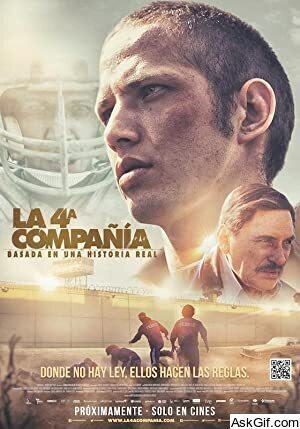 LA 4ª
COMPAÑÍA
BASADA EN UNA HISTORIA REAL
DONDE NO HAY LEY, ELLOS HACEN LAS REGLAS.
PRÓXIMAMENTE - SOLO EN CINES
WWW.LA4ACOMPANIA.COM
AskGif.com